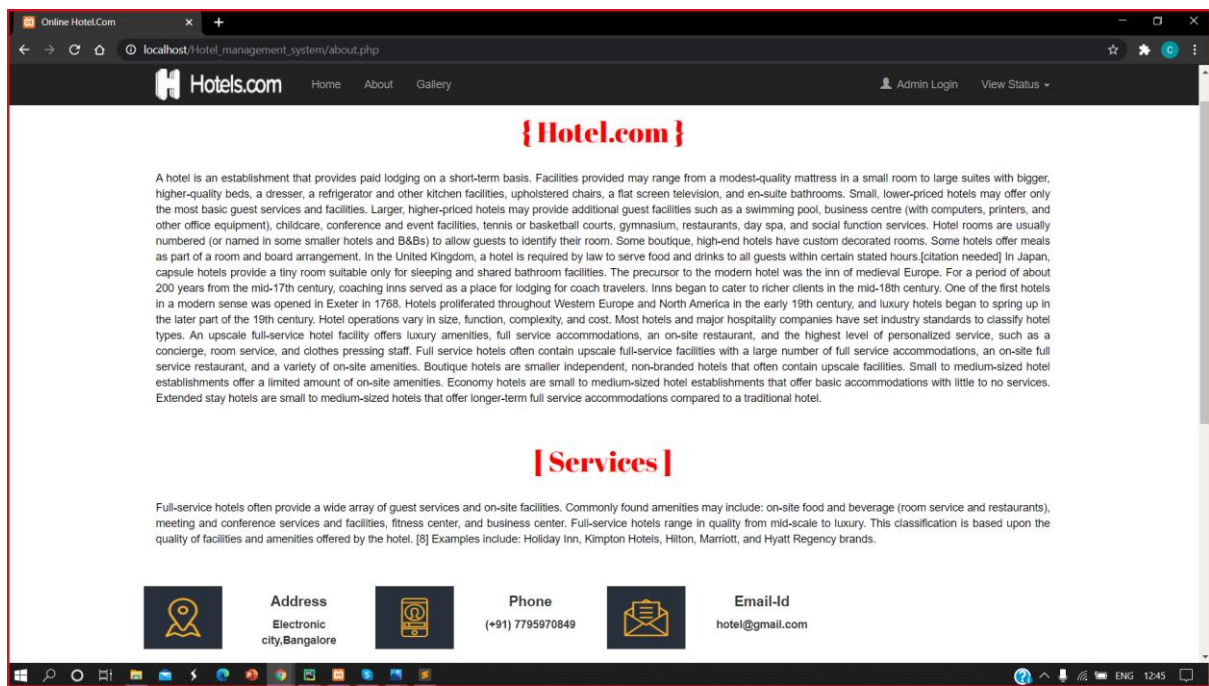 Online Hotel.Com
localhost/Hotel_management_system/about.php
Hotels.com Home About Gallery Admin Login View Status
{ Hotel.com }
A hotel is an establishment that provides paid lodging on a short-term basis. Facilities provided may range from a modest-quality mattress in a small room to large suites with bigger,
higher-quality beds, a dresser, a refrigerator and other kitchen facilities, upholstered chairs, a flat screen television, and en-suite bathrooms. Small, lower-priced hotels may offer only
the most basic guest services and facilities. Larger, higher-priced hotels may provide additional guest facilities such as a swimming pool, business centre (with computers, printers, and
other office equipment), childcare, conference and event facilities, tennis or basketball courts, gymnasium, restaurants, day spa, and social function services. Hotel rooms are usually
numbered (or named in some smaller hotels and B&Bs) to allow guests to identify their room. Some boutique, high-end hotels have custom decorated rooms. Some hotels offer meals
as part of a room and board arrangement. In the United Kingdom, a hotel is required by law to serve food and drinks to all guests within certain stated hours.[citation needed] In Japan,
capsule hotels provide a tiny room suitable only for sleeping and shared bathroom facilities. The precursor to the modern hotel was the inn of medieval Europe. For a period of about
200 years from the mid-17th century, coaching inns served as a place for lodging for coach travelers. Inns began to cater to richer clients in the mid-18th century. One of the first hotels
in a modern sense was opened in Exeter in 1768. Hotels proliferated throughout Western Europe and North America in the early 19th century, and luxury hotels began to spring up in
the later part of the 19th century. Hotel operations vary in size, function, complexity, and cost. Most hotels and major hospitality companies have set industry standards to classify hotel
types. An upscale full-service hotel facility offers luxury amenities, full service accommodations, an on-site restaurant, and the highest level of personalized service, such as a
concierge, room service, and clothes pressing staff. Full service hotels often contain upscale full-service facilities with a large number of full service accommodations, an on-site full
service restaurant, and a variety of on-site amenities. Boutique hotels are smaller independent, non-branded hotels that often contain upscale facilities. Small to medium-sized hotel
establishments offer a limited amount of on-site amenities. Economy hotels are small to medium-sized hotel establishments that offer basic accommodations with little to no services.
Extended stay hotels are small to medium-sized hotels that offer longer-term full service accommodations compared to a traditional hotel.
[ Services ]
Full-service hotels often provide a wide array of guest services and on-site facilities. Commonly found amenities may include: on-site food and beverage (room service and restaurants),
meeting and conference services and facilities, fitness center, and business center. Full-service hotels range in quality from mid-scale to luxury. This classification is based upon the
quality of facilities and amenities offered by the hotel. [8] Examples include: Holiday Inn, Kimpton Hotels, Hilton, Marriott, and Hyatt Regency brands.
Address
Electronic
city,Bangalore
Phone
(+91) 7795970849
Email-Id
hotel@gmail.com
ENG 12:45